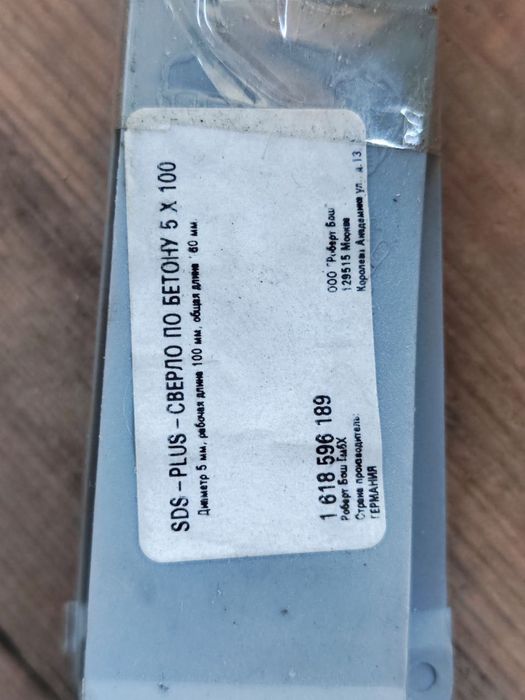 SDS-PLUS-СВЕРЛО ПО БЕТОНУ 5 X 100
Диаметр 5 мм, рабочая длина 100 мм, общая длина 160 мм
1 618 596 189
Роберт Бош ГмбХ
Страна производитель:
ГЕРМАНИЯ
ООО "Роберт Бош"
129515 Москва
Королева Академика ул., д.13